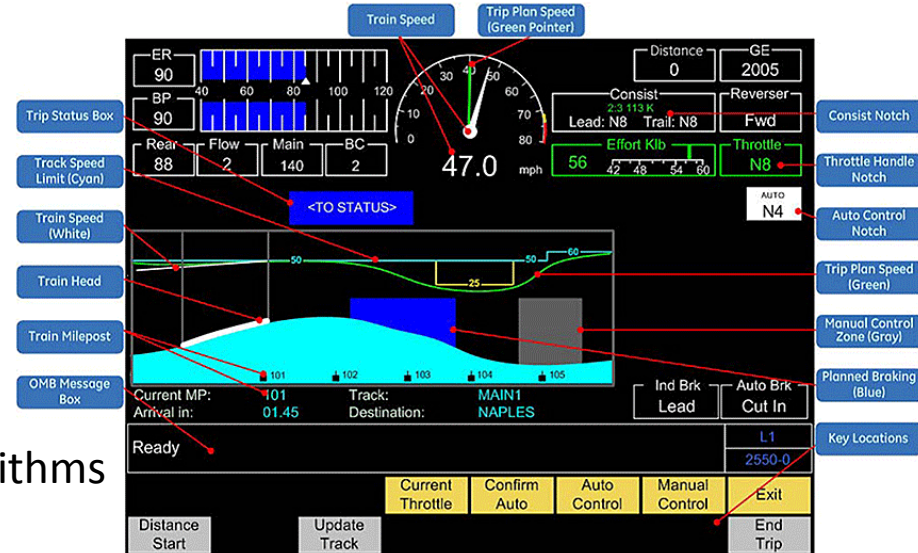 Train Speed
Trip Plan Speed
(Green Pointer)
ER
90
BP
90
40 60 80 100 120
Rear
88
Flow
2
Main
140
BC
2
0 10 20 30 40 50 60 70 80
47.0 mph
Distance
0
GE
2005
Consist
2:3 113 K
Lead: N8 Trail: N8
Reverser
Fwd
Effort Klb
56
42 48 54 60
Throttle
N8
AUTO
N4
<TO STATUS>
Trip Status Box
Track Speed
Limit (Cyan)
Train Speed
(White)
Train Head
Train Milepost
OMB Message
Box
Consist Notch
Throttle Handle
Notch
Auto Control
Notch
Trip Plan Speed
(Green)
Manual Control
Zone (Gray)
Planned Braking
(Blue)
Key Locations
50 50 60
25
101 102 103 104 105
Current MP: 101 Track: MAIN1
Arrival in: 01.45 Destination: NAPLES
Ind Brk
Lead
Auto Brk
Cut In
Ready
L1
2550-0
ithms
Current
Throttle
Confirm
Auto
Auto
Control
Manual
Control
Exit
Distance
Start
Update
Track
End
Trip